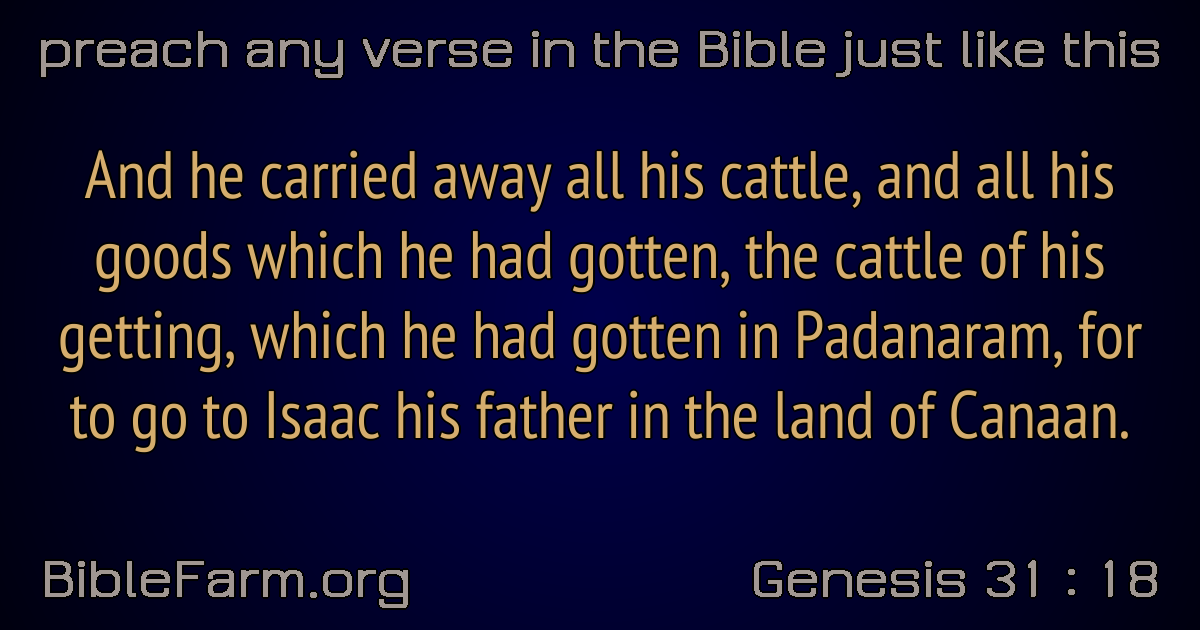 preach any verse in the Bible just like this
And he carried away all his cattle, and all his
goods which he had gotten, the cattle of his
getting, which he had gotten in Padanaram, for
to go to Isaac his father in the land of Canaan.
BibleFarm.org
Genesis 31 : 18